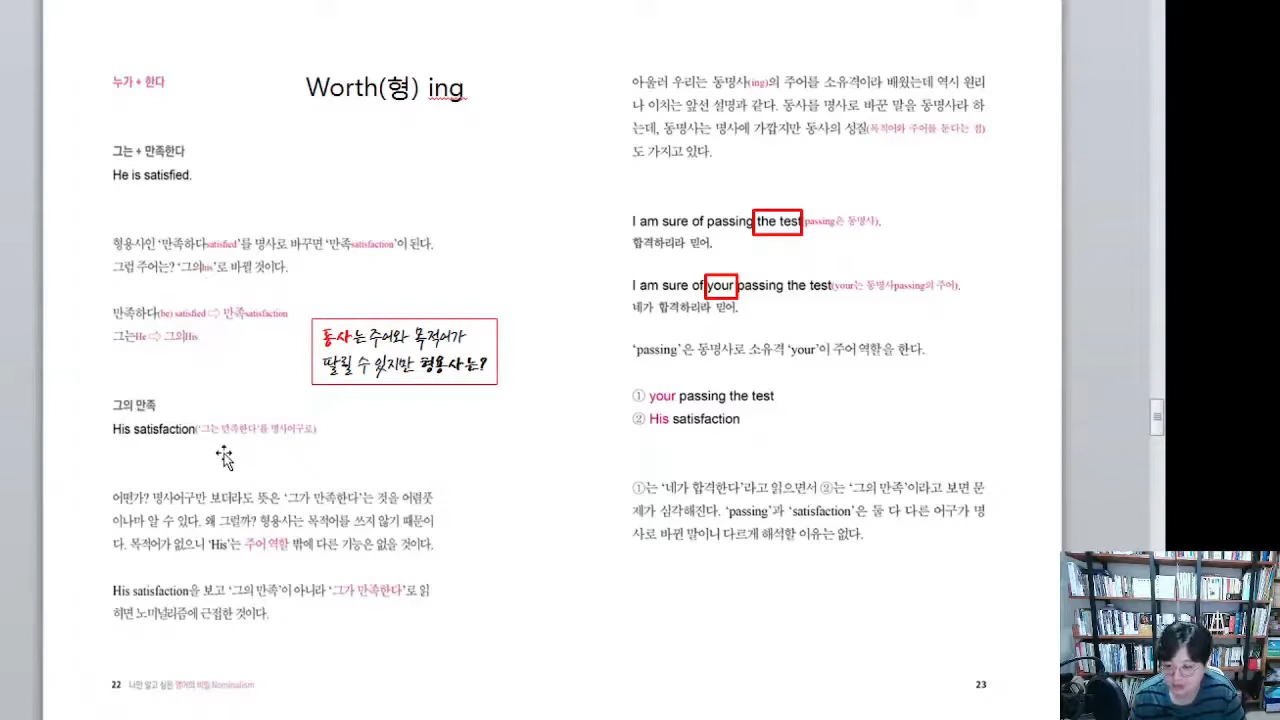 누가 + 한다
Worth(형) ing
그는 + 만족한다
He is satisfied.
형용사인 ‘만족하다satisfied’를 명사로 바꾸면 ‘만족satisfaction’이 된다.
그럼 주어는? ‘그의his’로 바뀔 것이다.
만족하다(be) satisfied ⇨ 만족satisfaction
그는He ⇨ 그의His
동사는 주어와 목적어가
딸릴 수 있지만 형용사는?
그의 만족
His satisfaction(‘그는 만족한다’를 명사어구로)
어떤가? 명사어구만 보더라도 뜻은 ‘그가 만족한다’는 것을 어렴풋
이나마 알 수 있다. 왜 그럴까? 형용사는 목적어를 쓰지 않기 때문이
다. 목적어가 없으니 ‘His’는 주어 역할 밖에 다른 기능은 없을 것이다.
His satisfaction을 보고 ‘그의 만족’이 아니라 ‘그가 만족한다’로 읽
히면 노미널리즘에 근접한 것이다.
22 나만 알고 싶은 영어의 비밀 Nominalism
아울러 우리는 동명사(ing)의 주어를 소유격이라 배웠는데 역시 원리
나 이치는 앞선 설명과 같다. 동사를 명사로 바꾼 말을 동명사라 하
는데, 동명사는 명사에 가깝지만 동사의 성질(목적어와 주어를 둔다는 점)
도 가지고 있다.
I am sure of passing the test(passing은 동명사).
합격하리라 믿어.
I am sure of your passing the test(your는 동명사passing의 주어).
네가 합격하리라 믿어.
‘passing’은 동명사로 소유격 ‘your’이 주어 역할을 한다.
① your passing the test
② His satisfaction
①는 ‘네가 합격한다’라고 읽으면서 ②는 ‘그의 만족’이라고 보면 문
제가 심각해진다. ‘passing’과 ‘satisfaction’은 둘 다 다른 어구가 명
사로 바뀐 말이니 다르게 해석할 이유는 없다.
23